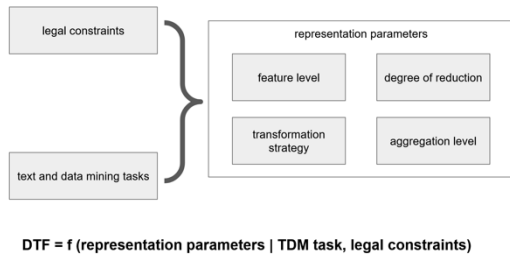 legal constraints
text and data mining tasks
representation parameters
feature level
degree of reduction
transformation
strategy
aggregation level
DTF = f (representation parameters | TDM task, legal constraints)